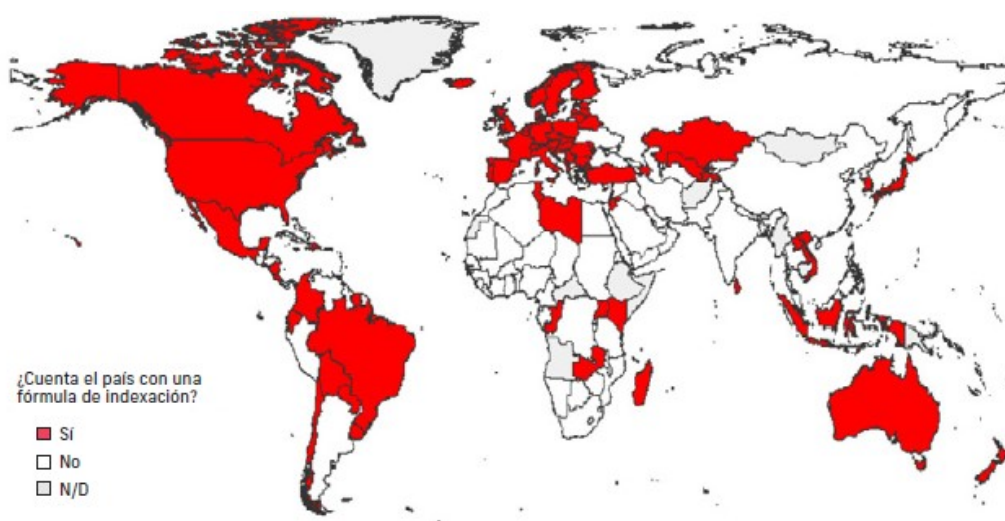 ¿Cuenta el país con una
fórmula de indexación?
Sí
No
N/D